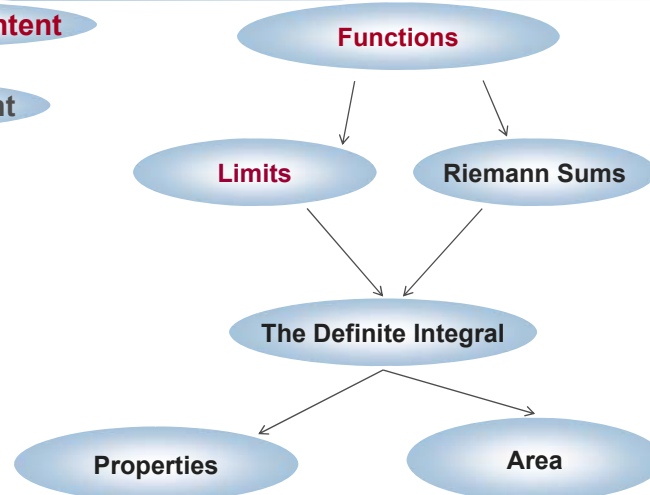 Functions
Limits
Riemann Sums
The Definite Integral
Properties
Area